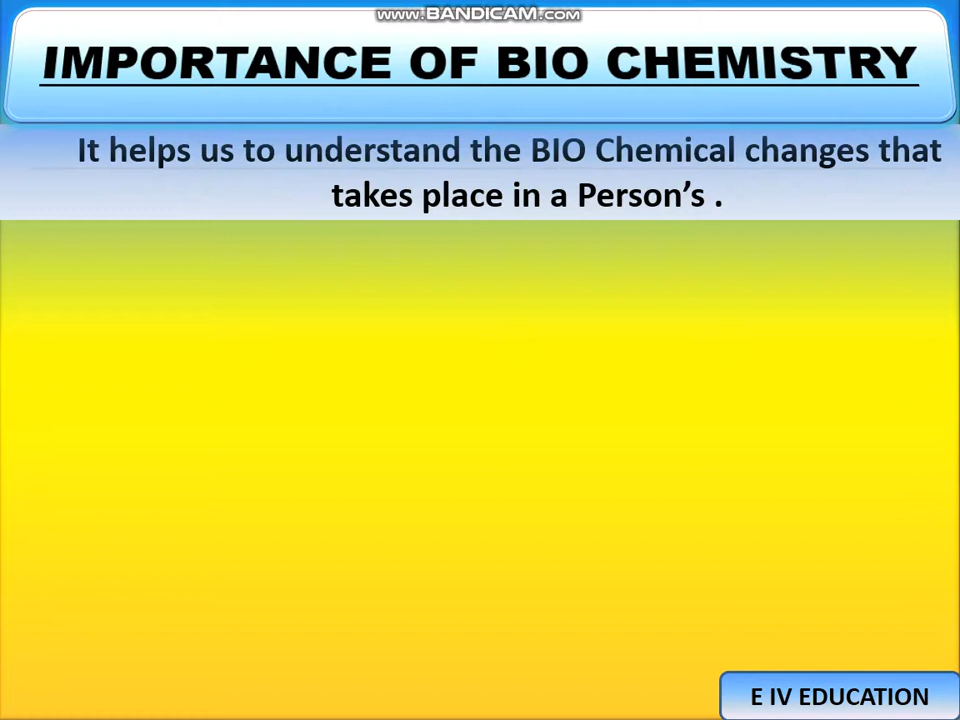 www.BANDICAM.com
IMPORTANCE OF BIO CHEMISTRY
It helps us to understand the BIO Chemical changes that
takes place in a Person’s .
E IV EDUCATION